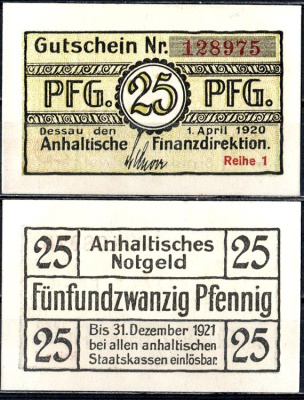 Gutschein Nr. 128975
PFG. 25 PFG.
Dessau den 1. April 1920
Anhaltische Finanzdirektion.
Reihe 1
25 Anhaltisches 25
Notgeld
Fünfundzwanzig Pfennig
25 Bis 31. Dezember 1921 25
bei allen anhaltischen
Staatskassen einlösbar.